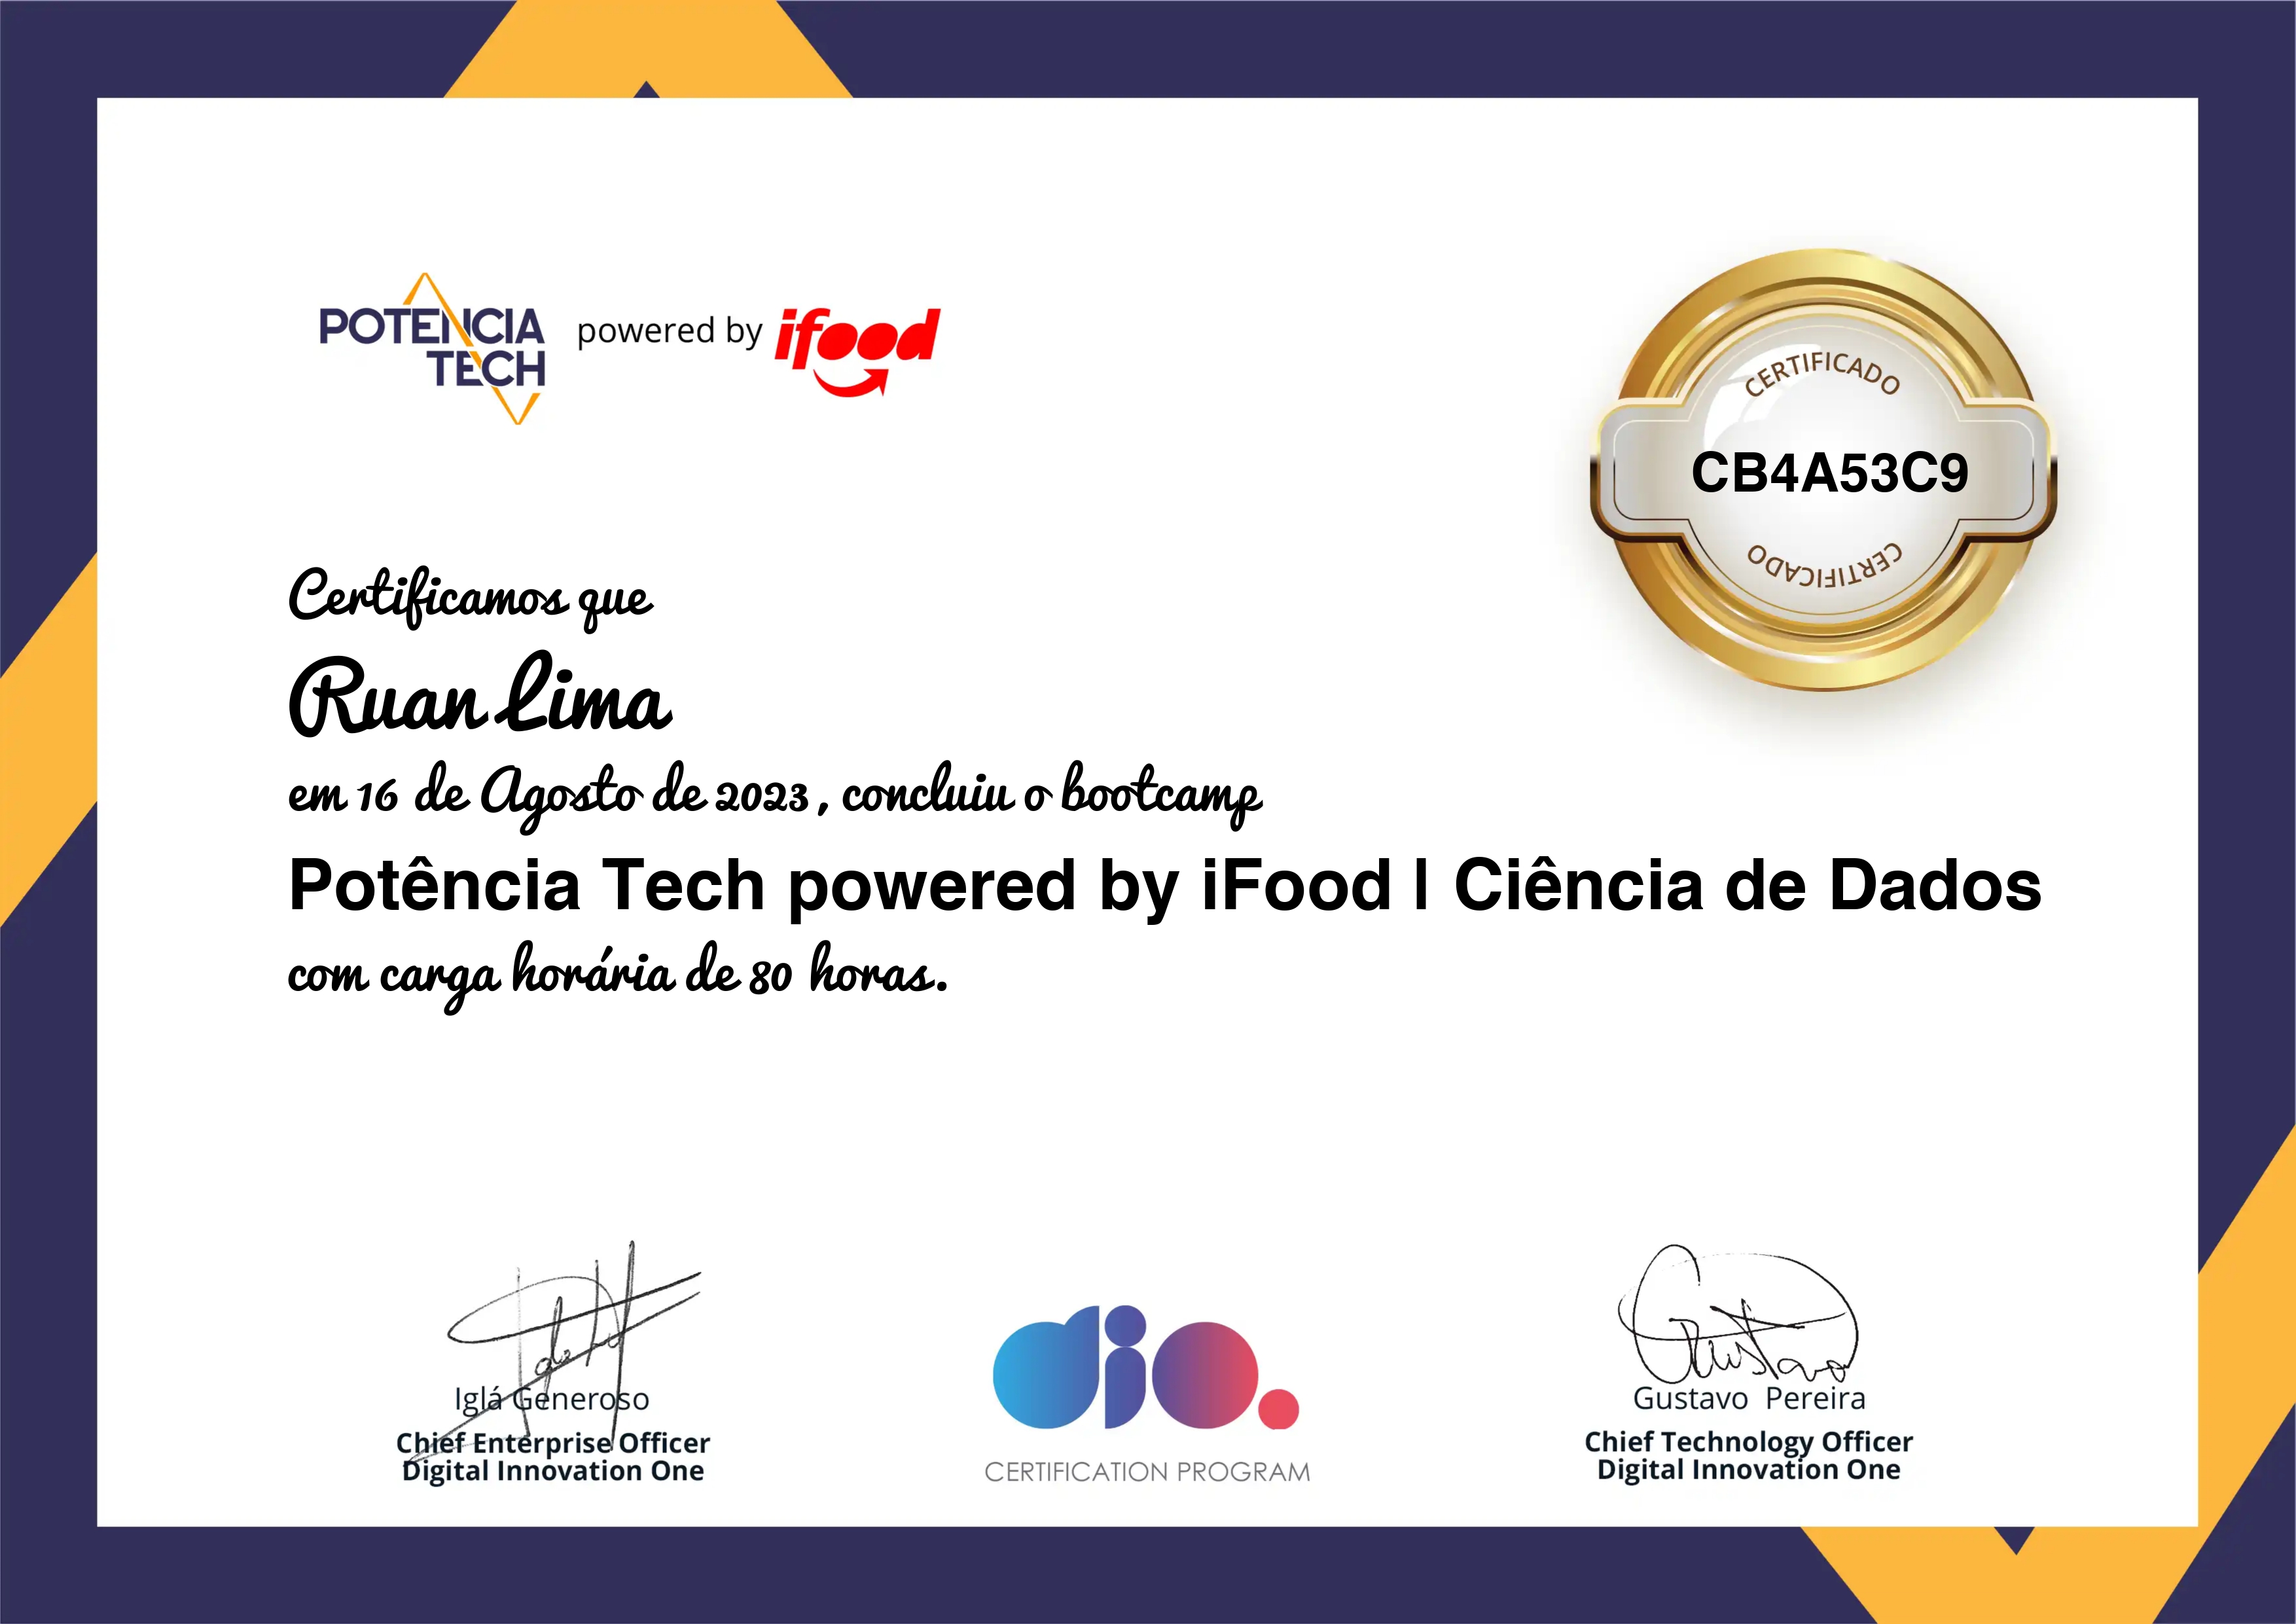 POTENCIA
TECH
powered by ifood
CERTIFICADO
CB4A53C9
CERTIFICADO
Certificamos que
Ruan Lima
em 16 de Agosto de 2023, concluiu o bootcamp
Potência Tech powered by iFood | Ciência de Dados
com carga horária de 80 horas.
Iglá Generoso
Chief Enterprise Officer
Digital Innovation One
dio.
CERTIFICATION PROGRAM
Gustavo
Gustavo Pereira
Chief Technology Officer
Digital Innovation One